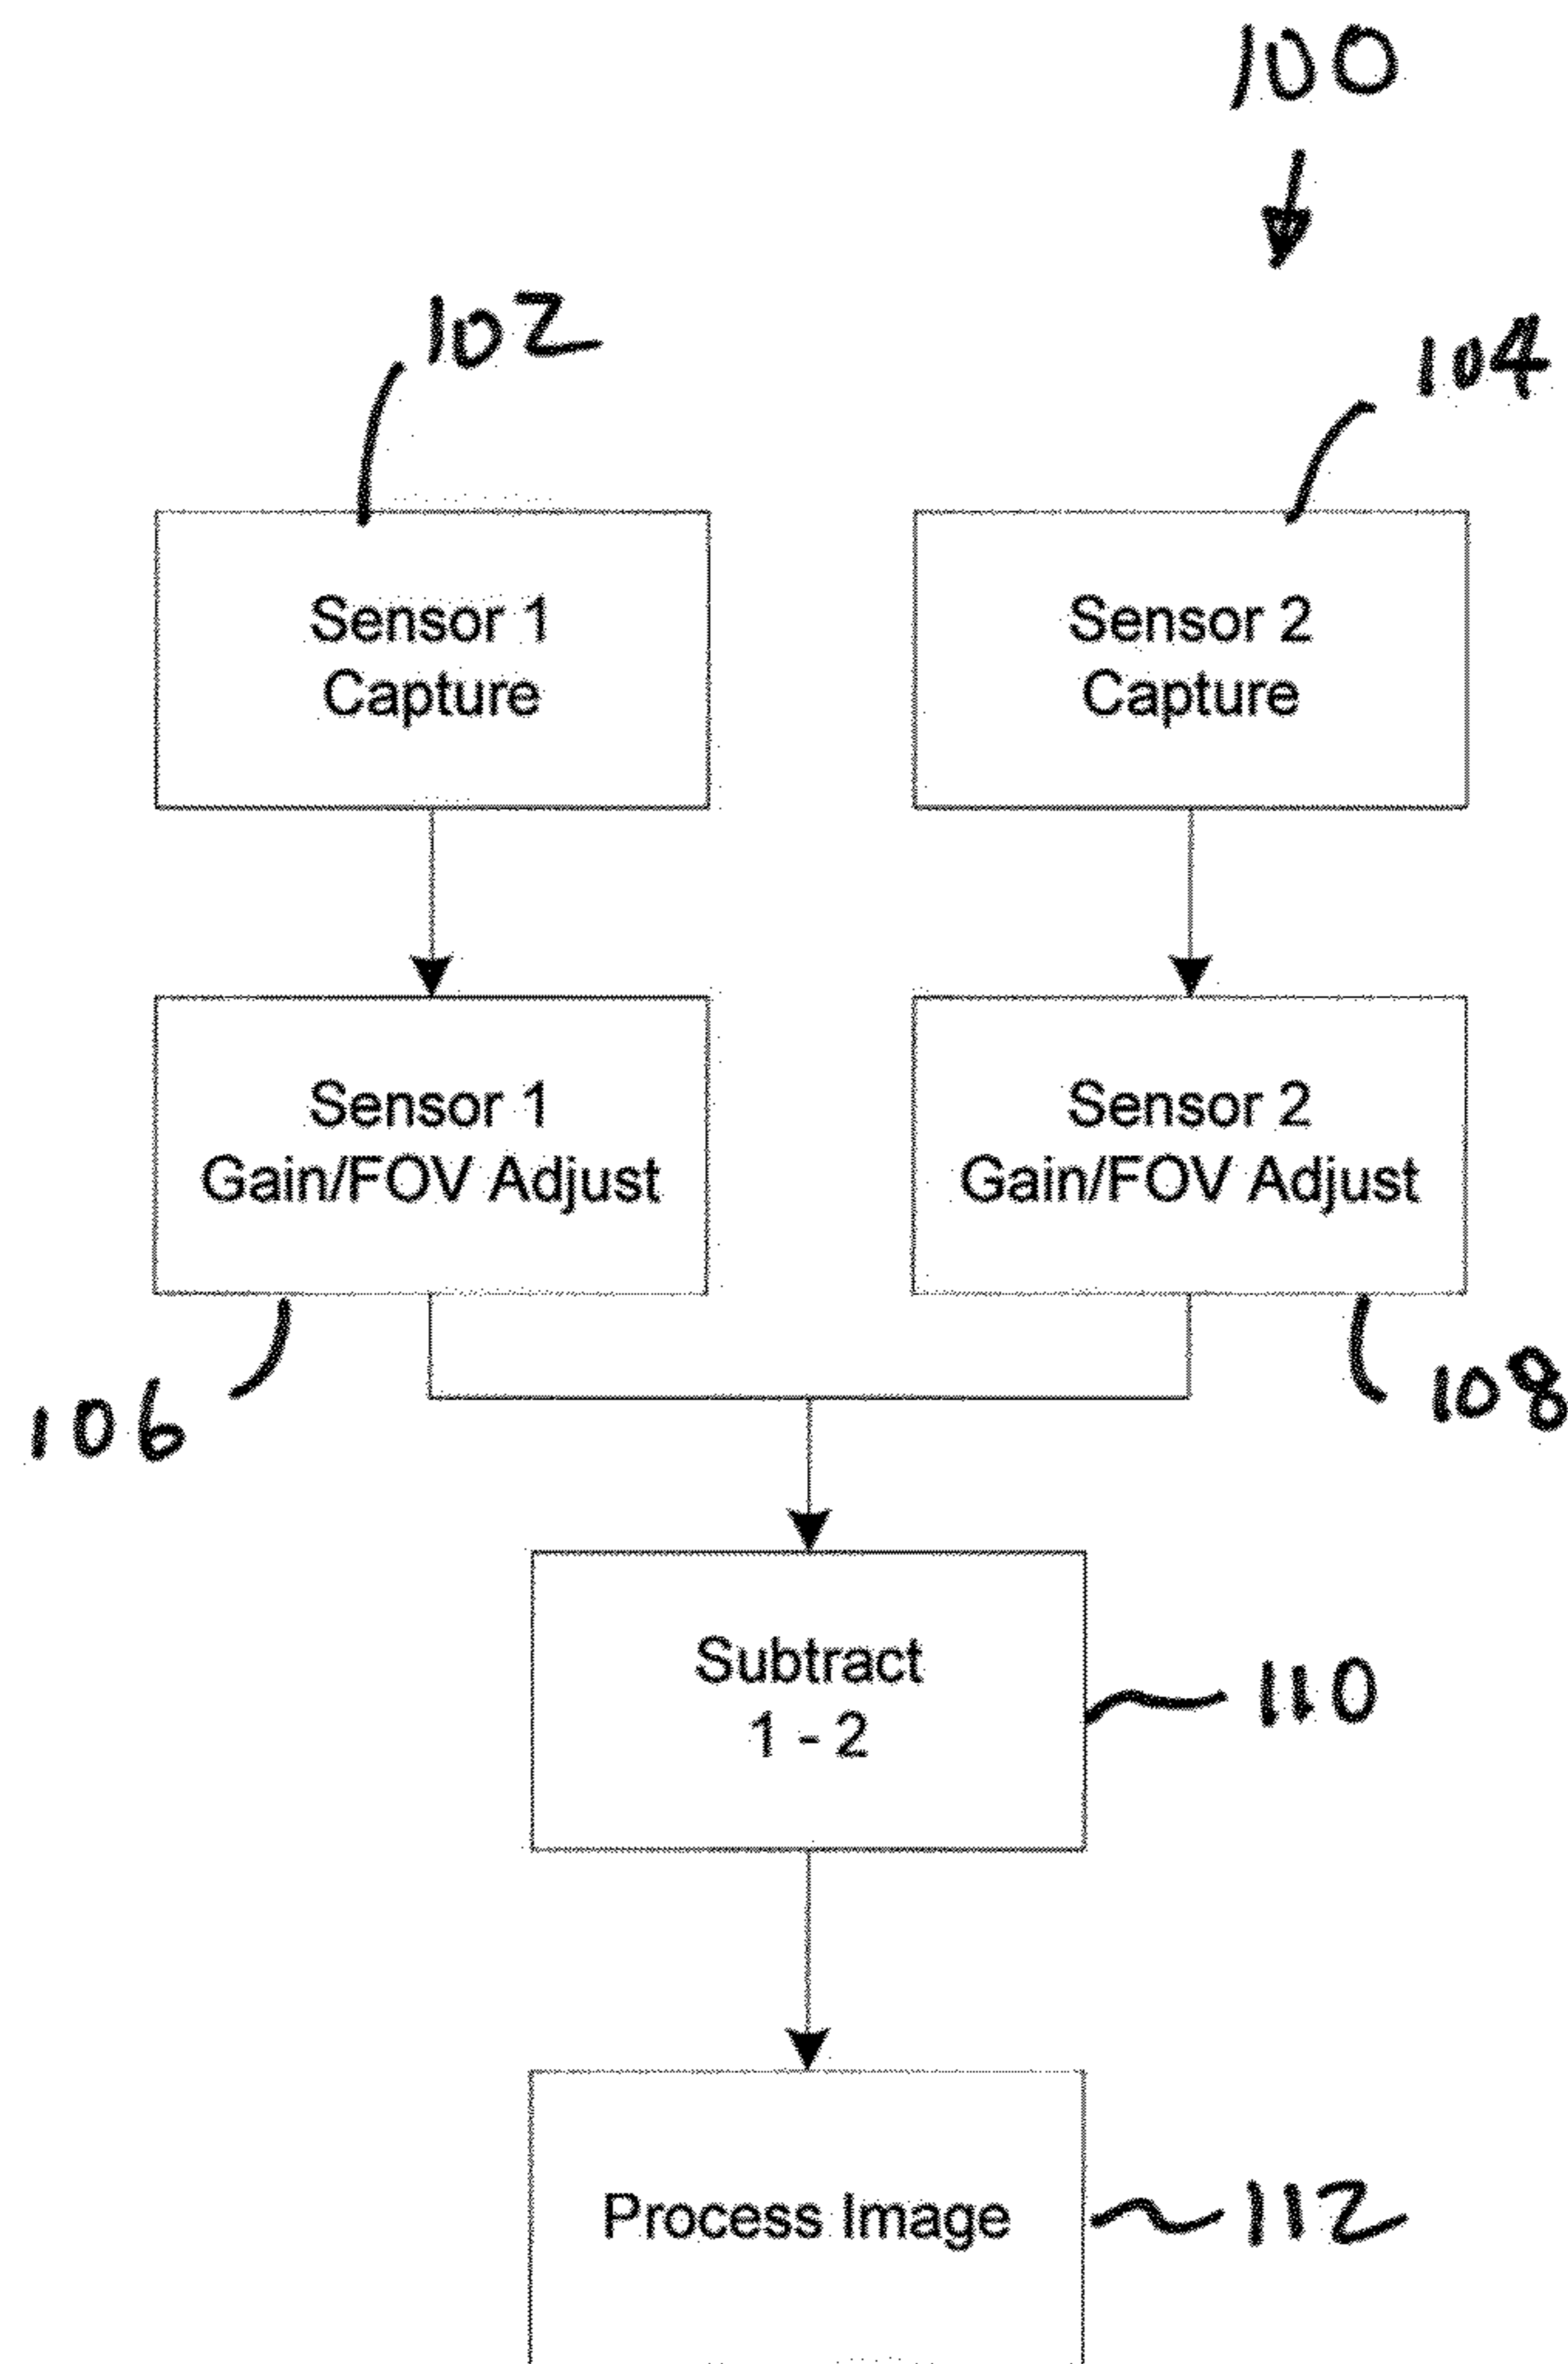 100
102
104
Sensor 1
Capture
Sensor 2
Capture
Sensor 1
Gain/FOV Adjust
Sensor 2
Gain/FOV Adjust
106
108
Subtract
1 - 2
110
Process Image
112